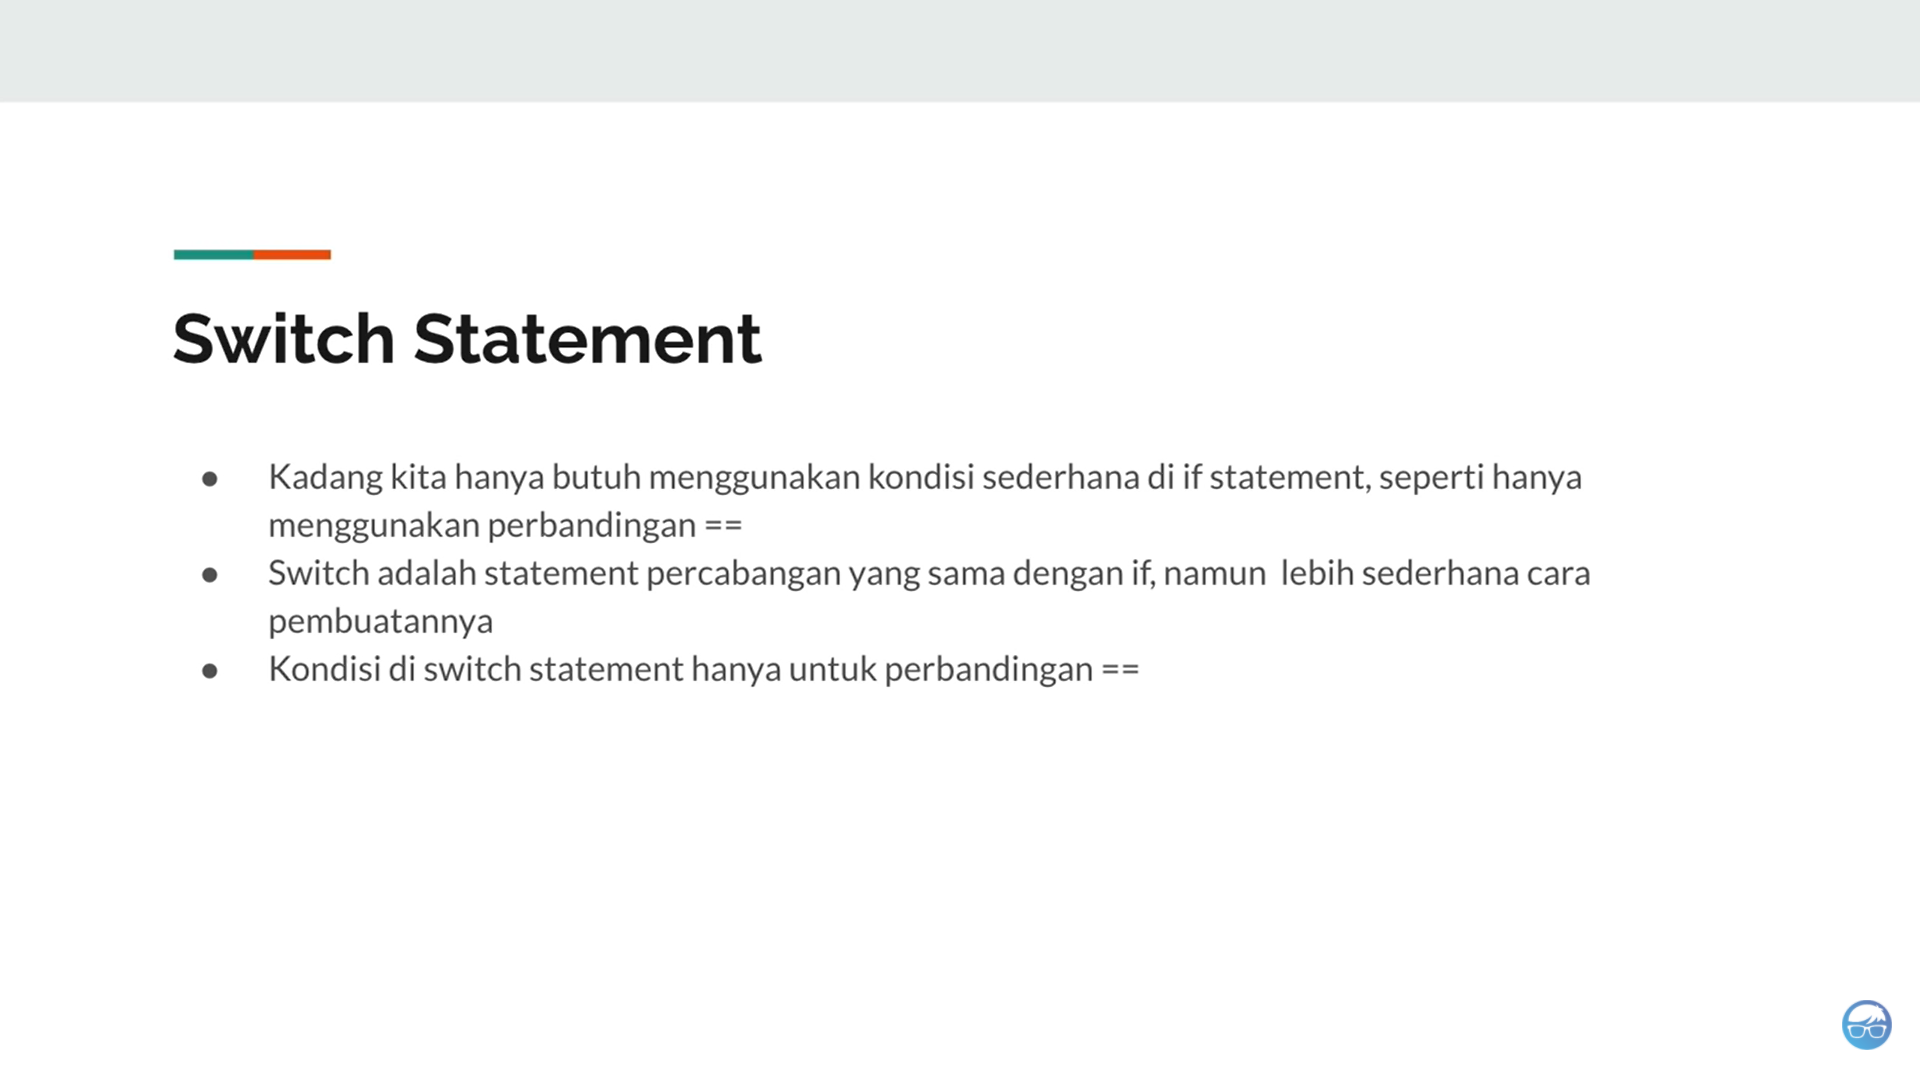 Switch Statement
● Kadang kita hanya butuh menggunakan kondisi sederhana di if statement, seperti hanya
menggunakan perbandingan ==
● Switch adalah statement percabangan yang sama dengan if, namun  lebih sederhana cara
pembuatannya
● Kondisi di switch statement hanya untuk perbandingan ==